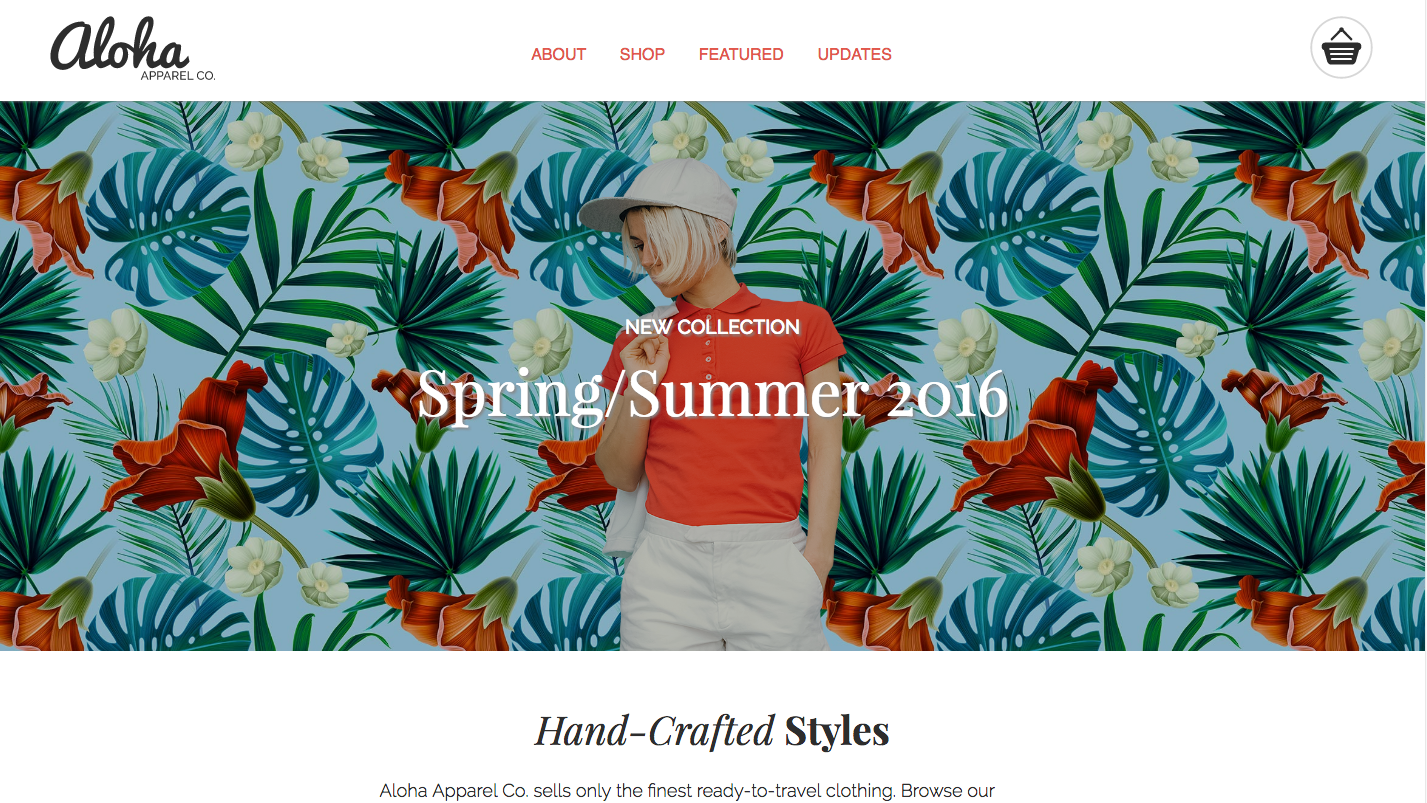 Aloha
APPAREL CO.
ABOUT SHOP FEATURED UPDATES
NEW COLLECTION
Spring/Summer 2016
Hand-Crafted Styles
Aloha Apparel Co. sells only the finest ready-to-travel clothing. Browse our